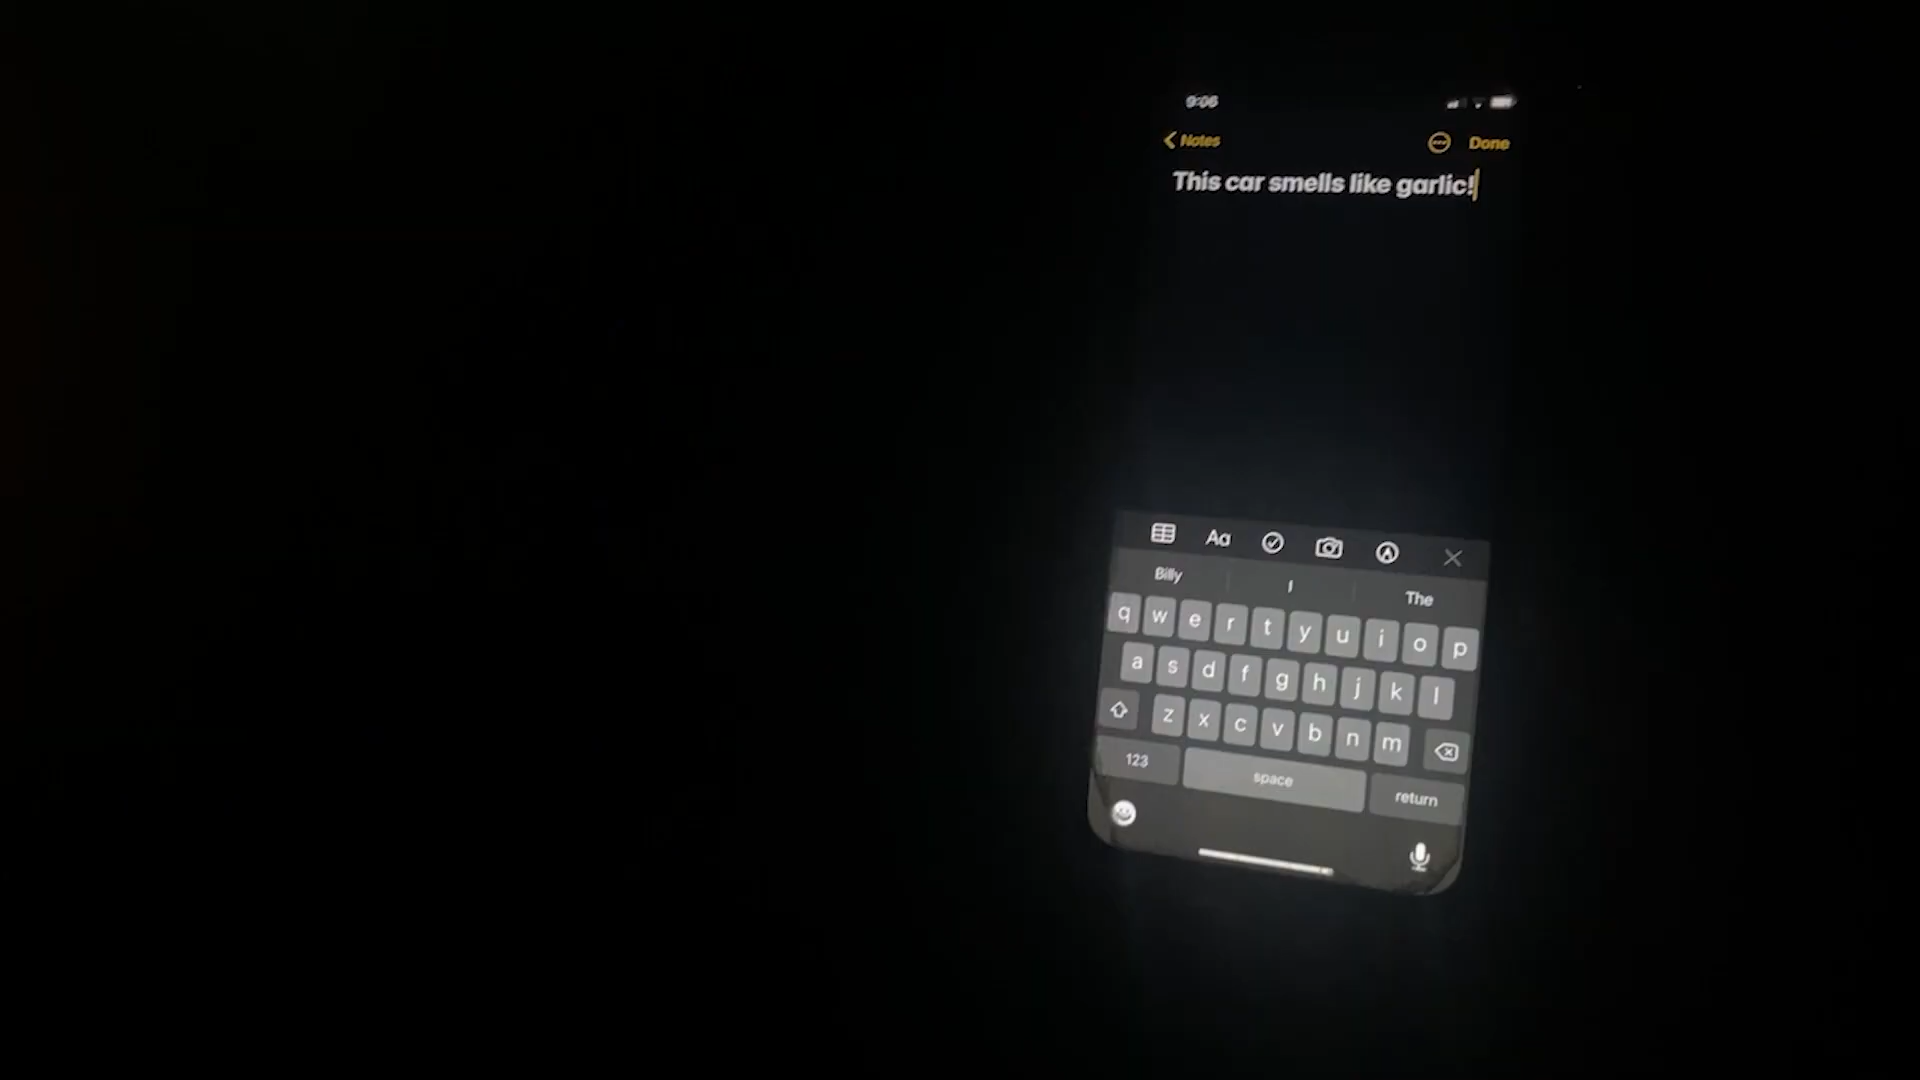 9:06
Notes
Done
This car smells like garlic!
Aa
Billy I The
q w e r t y u i o p
a s d f g h j k l
z x c v b n m
123 space return